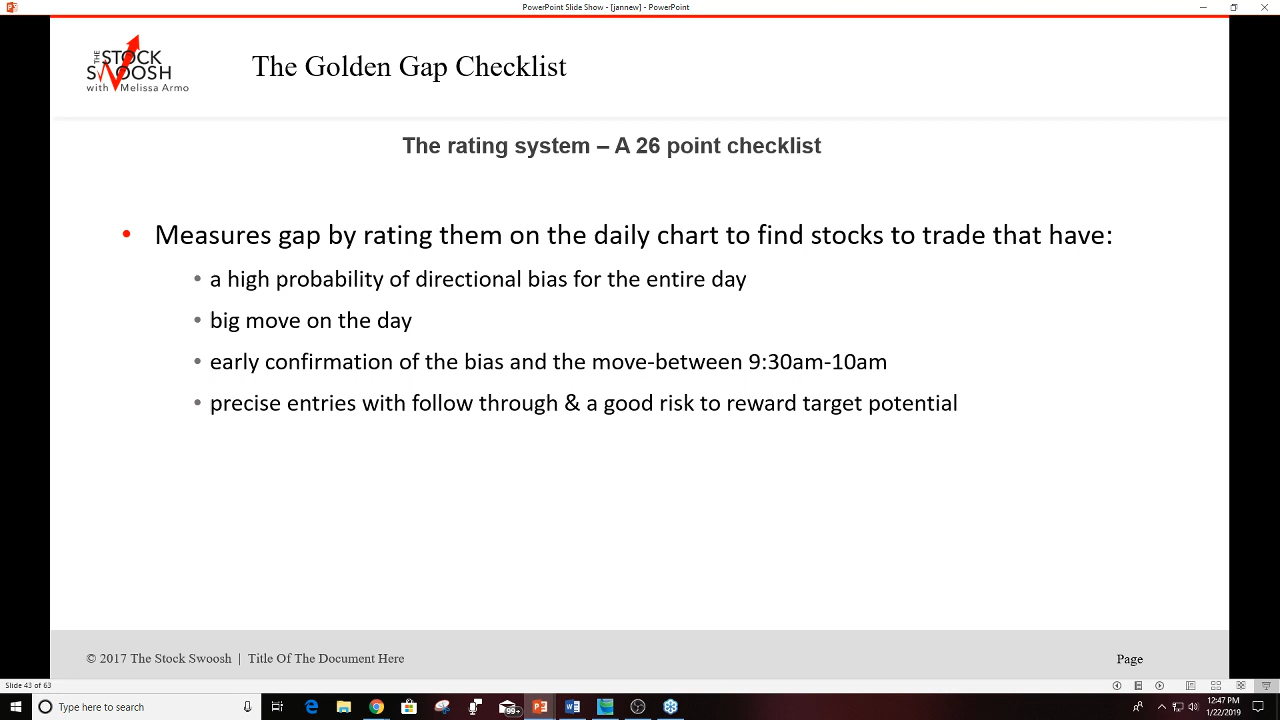 PowerPoint Slide Show - [jannew] - PowerPoint
THE
STOCK
SWOOSH
with Melissa Armo
The Golden Gap Checklist
The rating system – A 26 point checklist
• Measures gap by rating them on the daily chart to find stocks to trade that have:
• a high probability of directional bias for the entire day
• big move on the day
• early confirmation of the bias and the move-between 9:30am-10am
• precise entries with follow through & a good risk to reward target potential
© 2017 The Stock Swoosh | Title Of The Document Here
Page
Slide 43 of 63
Type here to search
99+
12:47 PM
1/22/2019